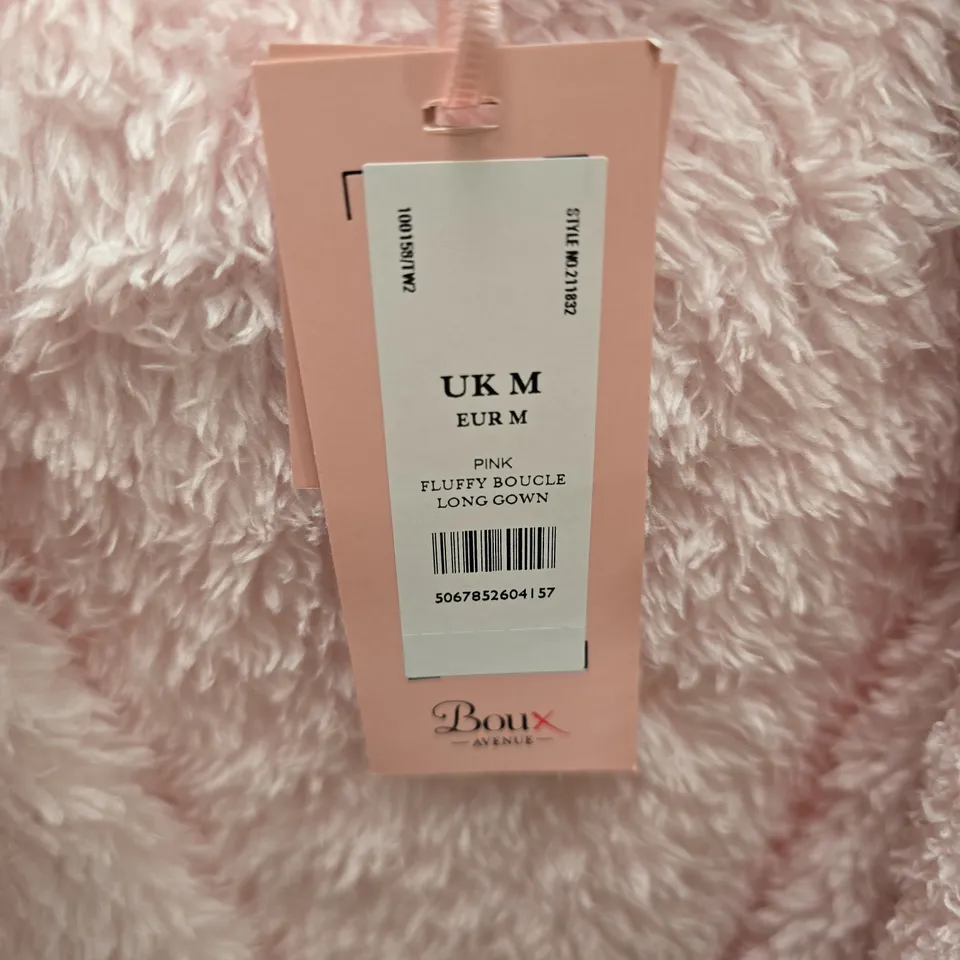 100158/TW2
STYLE NO.211832
UK M
EUR M
PINK
FLUFFY BOUCLE
LONG GOWN
5067852604157
Boux
AVENUE